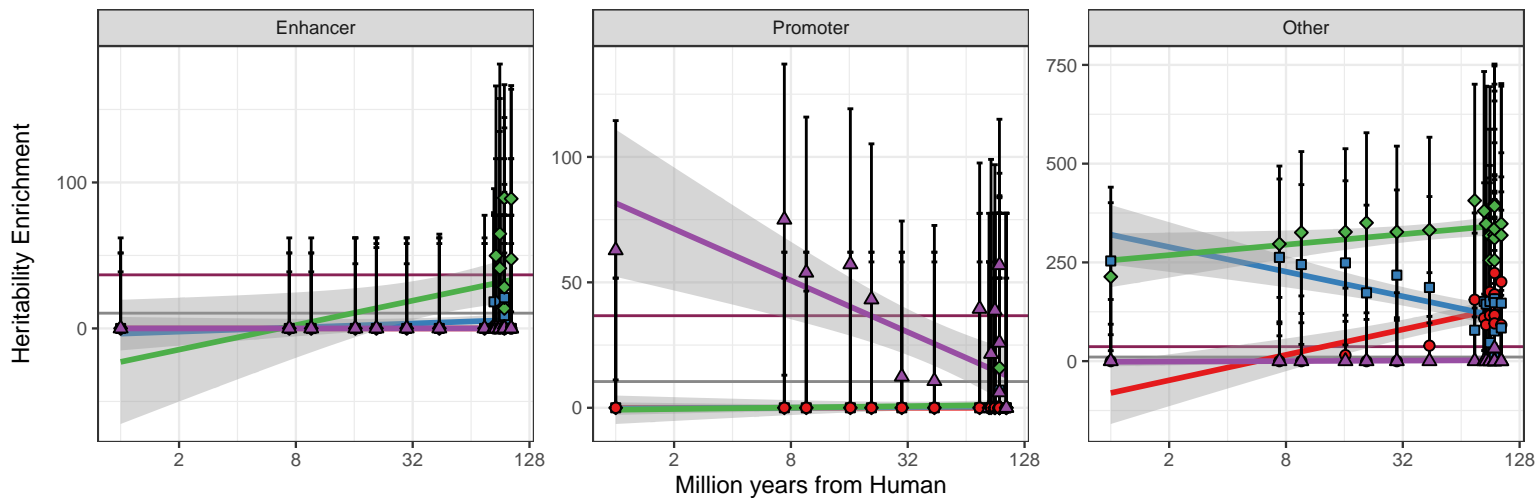 Enhancer
Promoter
Other
Heritability Enrichment
100
0
100
50
0
750
500
250
0
2 8 32 128
2 8 32 128
2 8 32 128
Million years from Human